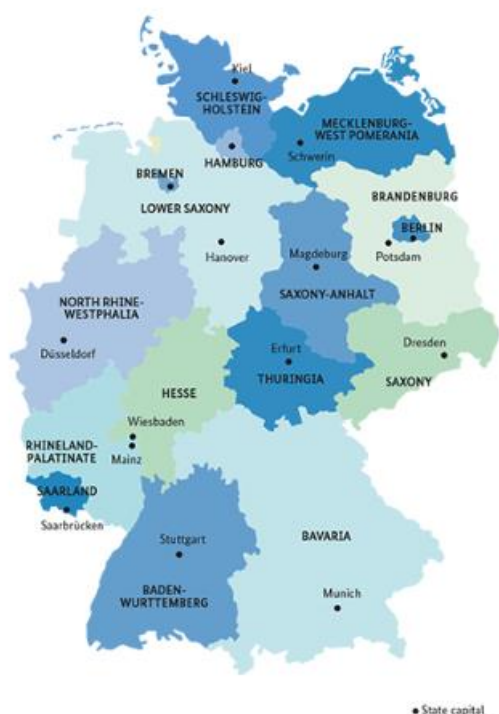 Kiel
SCHLESWIG-
HOLSTEIN
MECKLENBURG-
WEST POMERANIA
HAMBURG
Schwerin
BREMEN
LOWER SAXONY
BRANDENBURG
BERLIN
Potsdam
Hanover
Magdeburg
SAXONY-ANHALT
NORTH RHINE-
WESTPHALIA
Düsseldorf
Erfurt
THURINGIA
Dresden
SAXONY
HESSE
Wiesbaden
Mainz
RHINELAND-
PALATINATE
SAARLAND
Saarbrücken
Stuttgart
BADEN-
WURTTEMBERG
BAVARIA
Munich
State capital